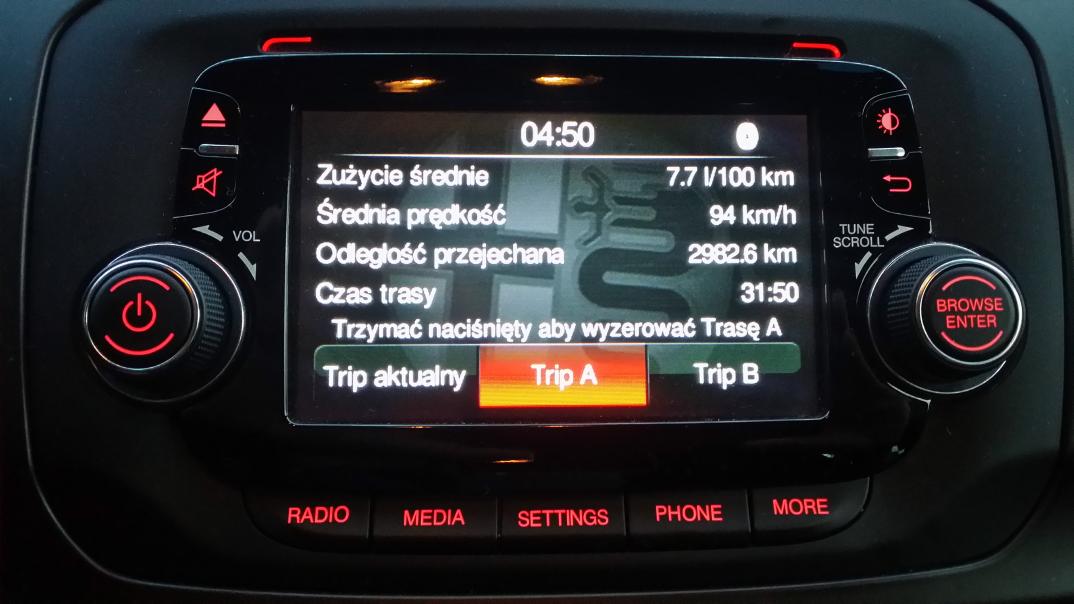 04:50
Zużycie średnie 7.7 l/100 km
Średnia prędkość 94 km/h
Odległość przejechana 2982.6 km
Czas trasy 31:50
Trzymać naciśnięty aby wyzerować Trasę A
Trip aktualny Trip A Trip B
VOL
TUNE
SCROLL
BROWSE
ENTER
RADIO MEDIA SETTINGS PHONE MORE